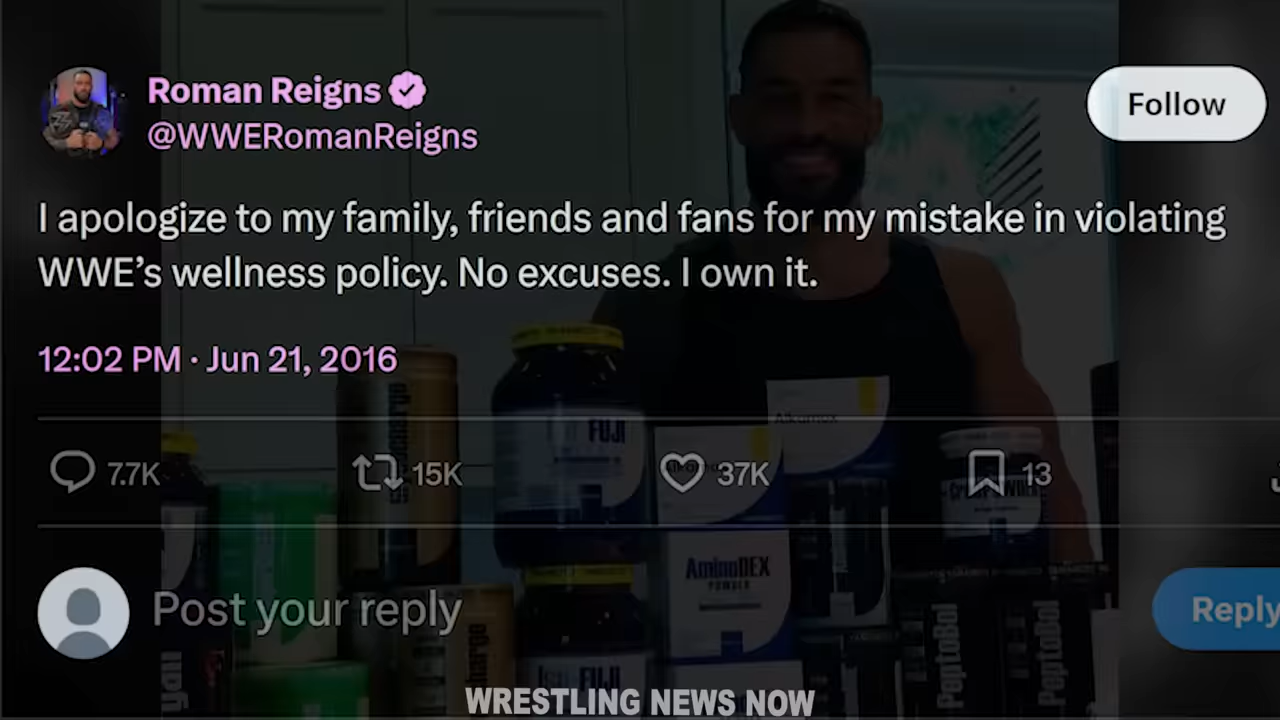 Roman Reigns
@WWERomanReigns
Follow
I apologize to my family, friends and fans for my mistake in violating
WWE’s wellness policy. No excuses. I own it.
12:02 PM · Jun 21, 2016
7.7K
15K
37K
13
Post your reply
Reply
FUJI
Alkamox
AminoDEX
POWDER
PeptoBol
PeptoBol
WRESTLING NEWS NOW